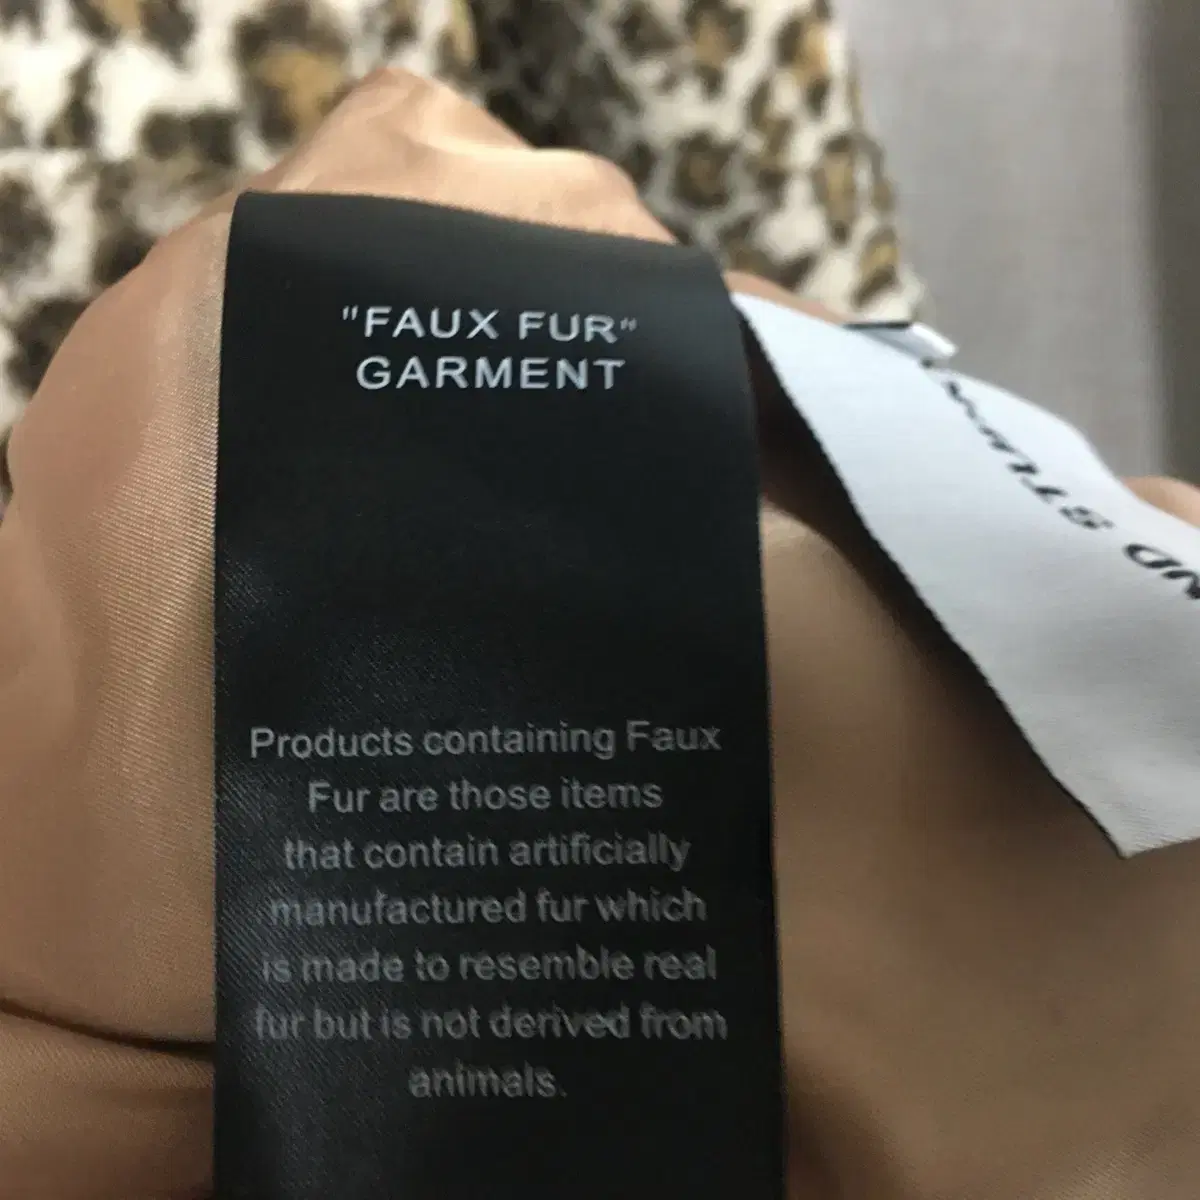 "FAUX FUR"
GARMENT
Products containing Faux
Fur are those items
that contain artificially
manufactured fur which
is made to resemble real
fur but is not derived from
animals.